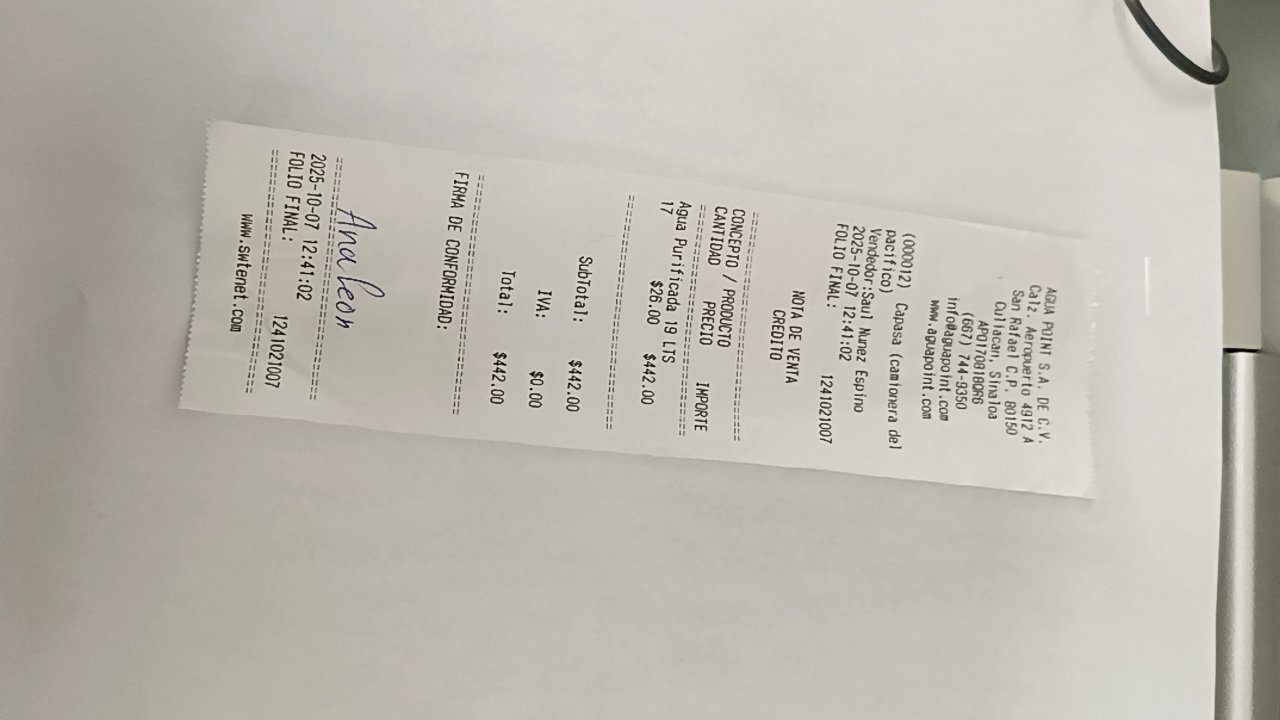 AGUA POINT S.A. DE C.V.
Calz. Aeropuerto 4912 A
San Rafael C.P. 80150
Culiacan, Sinaloa
APO170818QR6
(667) 744-9350
info@aguapoint.com
www.aguapoint.com
(000012) Capasa (camionera del
pacifico)
Vendedor:Saul Nunez Espino
2025-10-07 12:41:02
FOLIO FINAL: 1241021007
NOTA DE VENTA
CREDITO
CONCEPTO / PRODUCTO
CANTIDAD PRECIO IMPORTE
Agua Purificada 19 LTS
17 $26.00 $442.00
SubTotal: $442.00
IVA: $0.00
Total: $442.00
FIRMA DE CONFORMIDAD:
Ana Leon
2025-10-07 12:41:02
FOLIO FINAL: 1241021007
www.swtenet.com